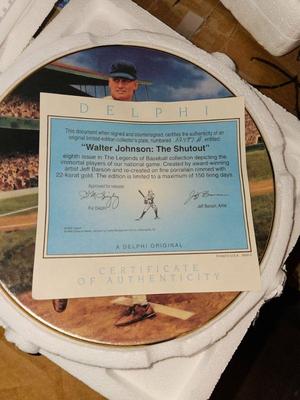 DELPHI
This document when signed and countersigned, certifies the authenticity of an
original limited-edition collector's plate, numbered entitled
"Walter Johnson: The Shutout"
eighth issue in The Legends of Baseball collection depicting the
immortal players of our national game. Created by award-winning
artist Jeff Barson and re-created on fine porcelain rimmed with
22-karat gold. The edition is limited to a maximum of 150 firing days.
Approved for release:
Jeff Barson, Artist
A DELPHI ORIGINAL
CERTIFICATE OF
AUTHENTICITY